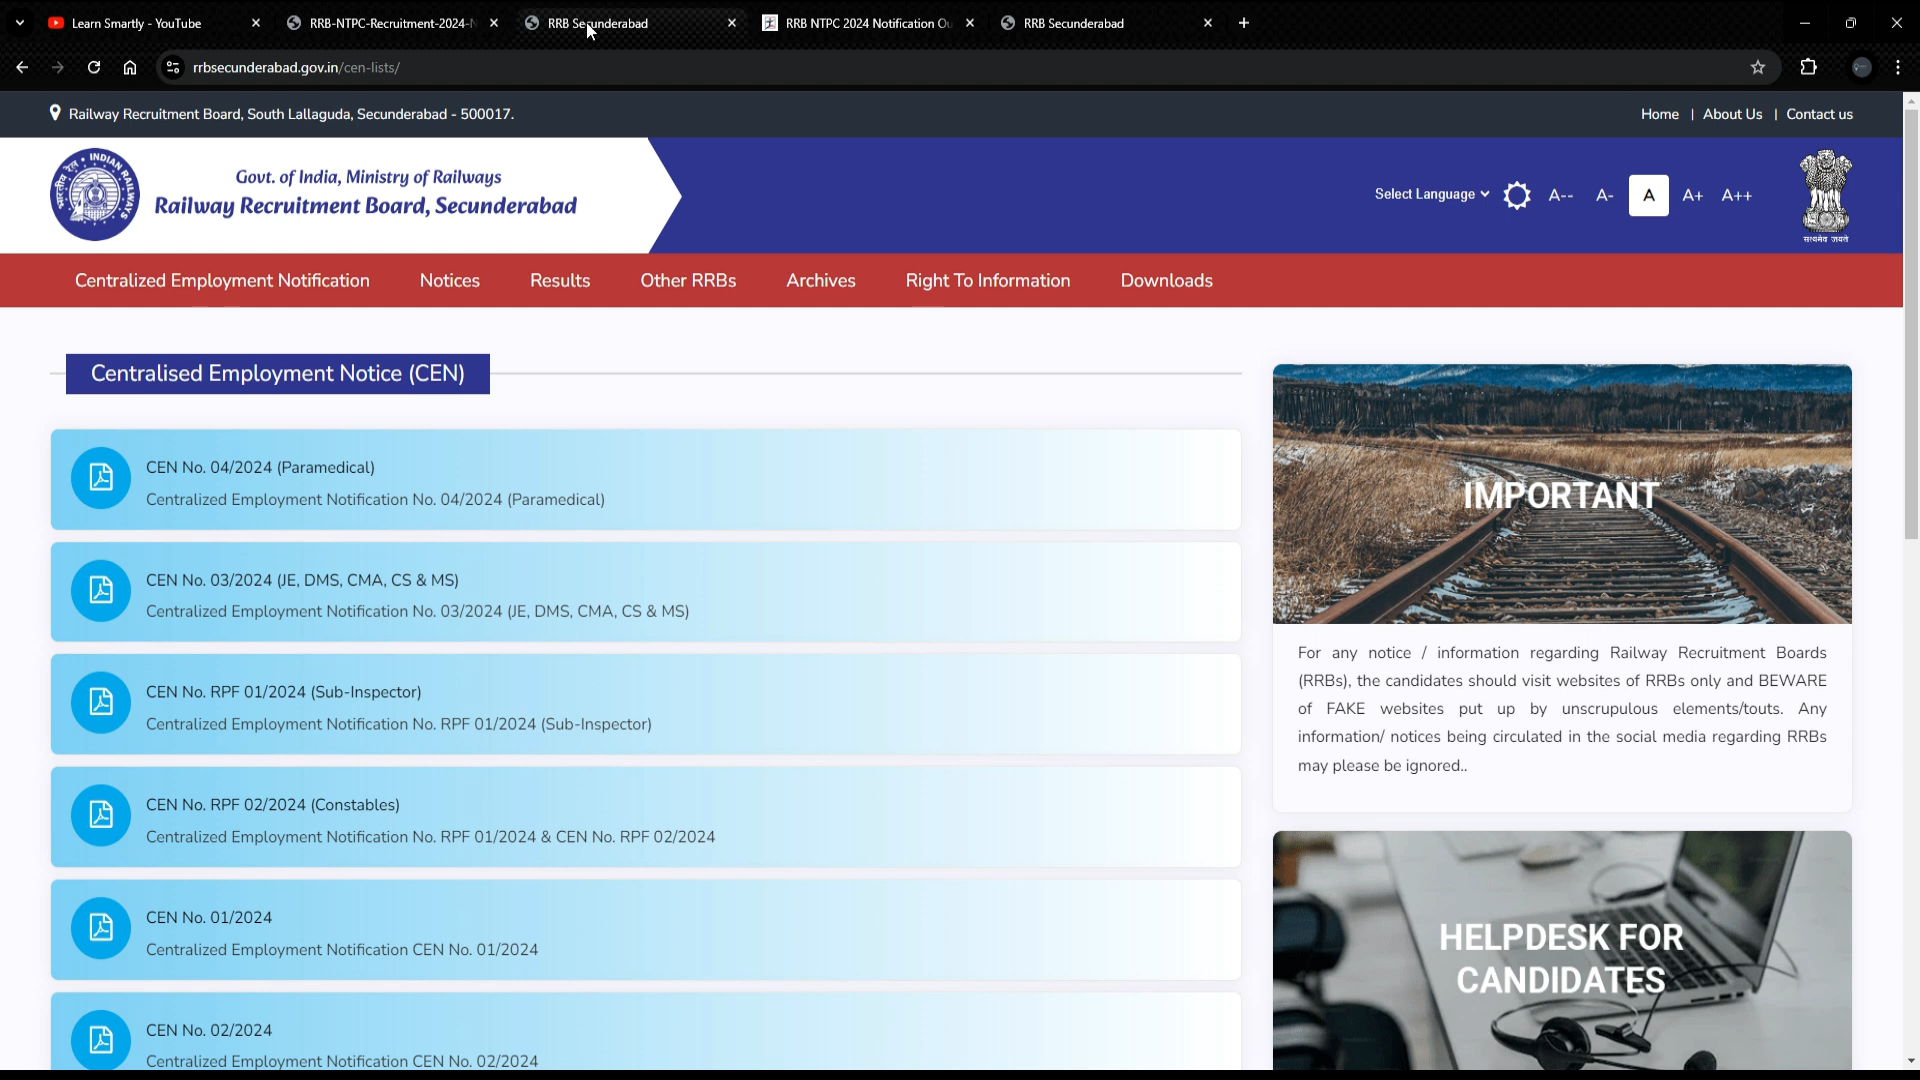 Learn Smartly - YouTube
RRB-NTPC-Recruitment-2024-N
RRB Secunderabad
RRB NTPC 2024 Notification Ou
RRB Secunderabad
rrbsecunderabad.gov.in/cen-lists/
Railway Recruitment Board, South Lallaguda, Secunderabad - 500017.
Home | About Us | Contact us
INDIAN RAILWAYS
भारतीय रेल
Govt. of India, Ministry of Railways
Railway Recruitment Board, Secunderabad
Select Language
A-- A- A A+ A++
सत्यमेव जयते
Centralized Employment Notification Notices Results Other RRBs Archives Right To Information Downloads
Centralised Employment Notice (CEN)
CEN No. 04/2024 (Paramedical)
Centralized Employment Notification No. 04/2024 (Paramedical)
CEN No. 03/2024 (JE, DMS, CMA, CS & MS)
Centralized Employment Notification No. 03/2024 (JE, DMS, CMA, CS & MS)
CEN No. RPF 01/2024 (Sub-Inspector)
Centralized Employment Notification No. RPF 01/2024 (Sub-Inspector)
CEN No. RPF 02/2024 (Constables)
Centralized Employment Notification No. RPF 01/2024 & CEN No. RPF 02/2024
CEN No. 01/2024
Centralized Employment Notification CEN No. 01/2024
CEN No. 02/2024
Centralized Employment Notification CEN No. 02/2024
IMPORTANT
For any notice / information regarding Railway Recruitment Boards
(RRBs), the candidates should visit websites of RRBs only and BEWARE
of FAKE websites put up by unscrupulous elements/touts. Any
information/ notices being circulated in the social media regarding RRBs
may please be ignored..
HELPDESK FOR
CANDIDATES